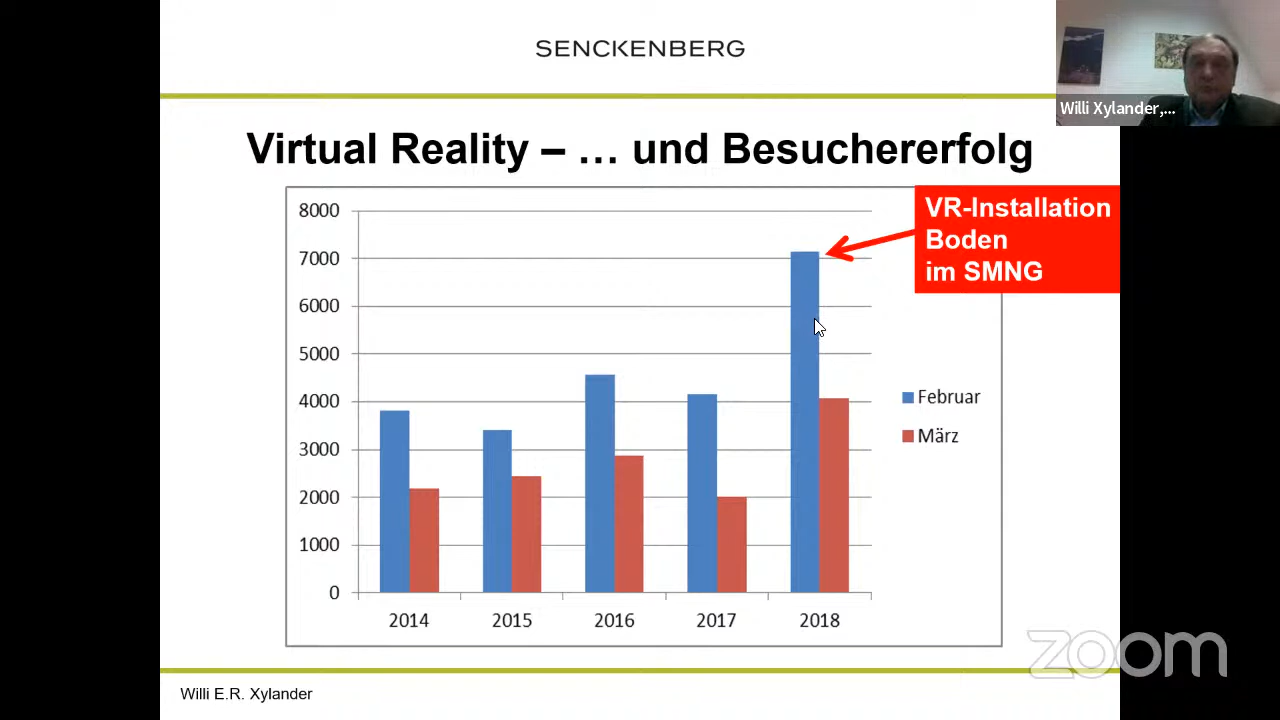 SENCKENBERG
Willi Xylander,...
Virtual Reality – … und Besuchererfolg
VR-Installation
Boden
im SMNG
8000
7000
6000
5000
4000
3000
2000
1000
0
Februar
März
2014
2015
2016
2017
2018
zoom
Willi E.R. Xylander